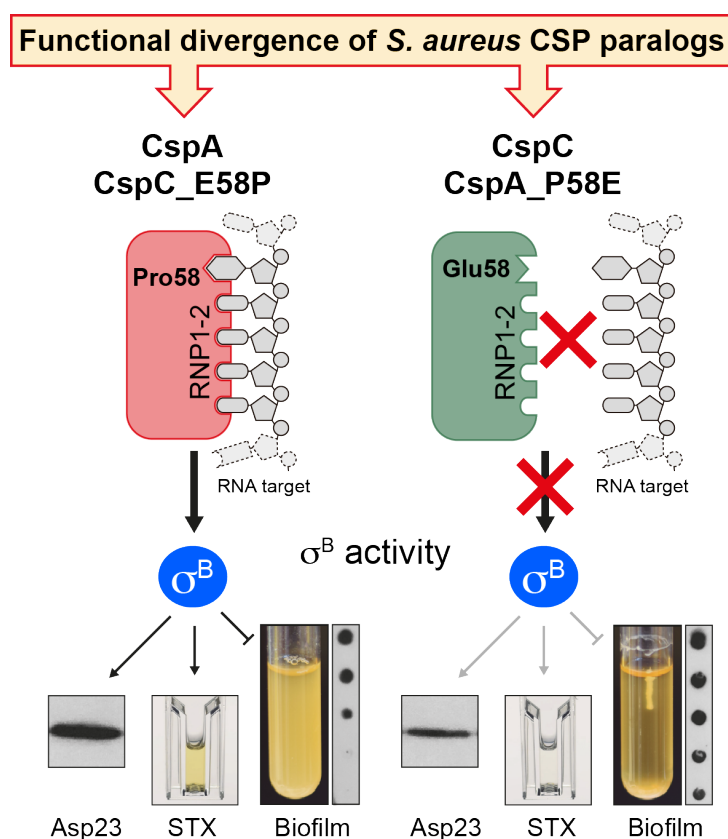 Functional divergence of S. aureus CSP paralogs
CspA
CspC_E58P
Pro58
RNP1-2
RNA target
CspC
CspA_P58E
Glu58
RNP1-2
RNA target
σB activity
σB
σB
Asp23
STX
Biofilm
Asp23
STX
Biofilm